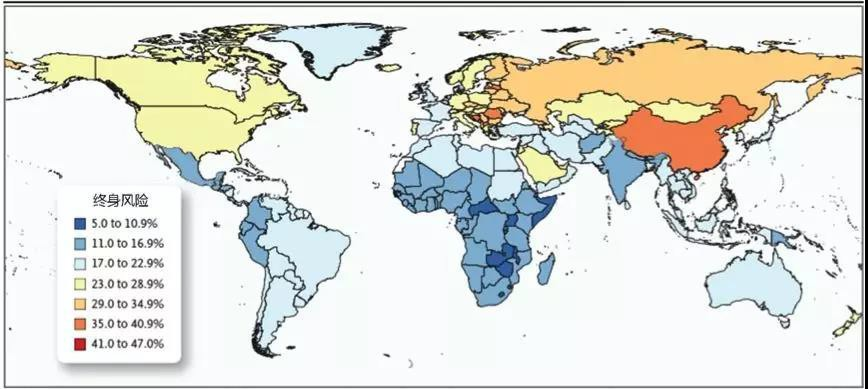 终身风险
5.0 to 10.9%
11.0 to 16.9%
17.0 to 22.9%
23.0 to 28.9%
29.0 to 34.9%
35.0 to 40.9%
41.0 to 47.0%